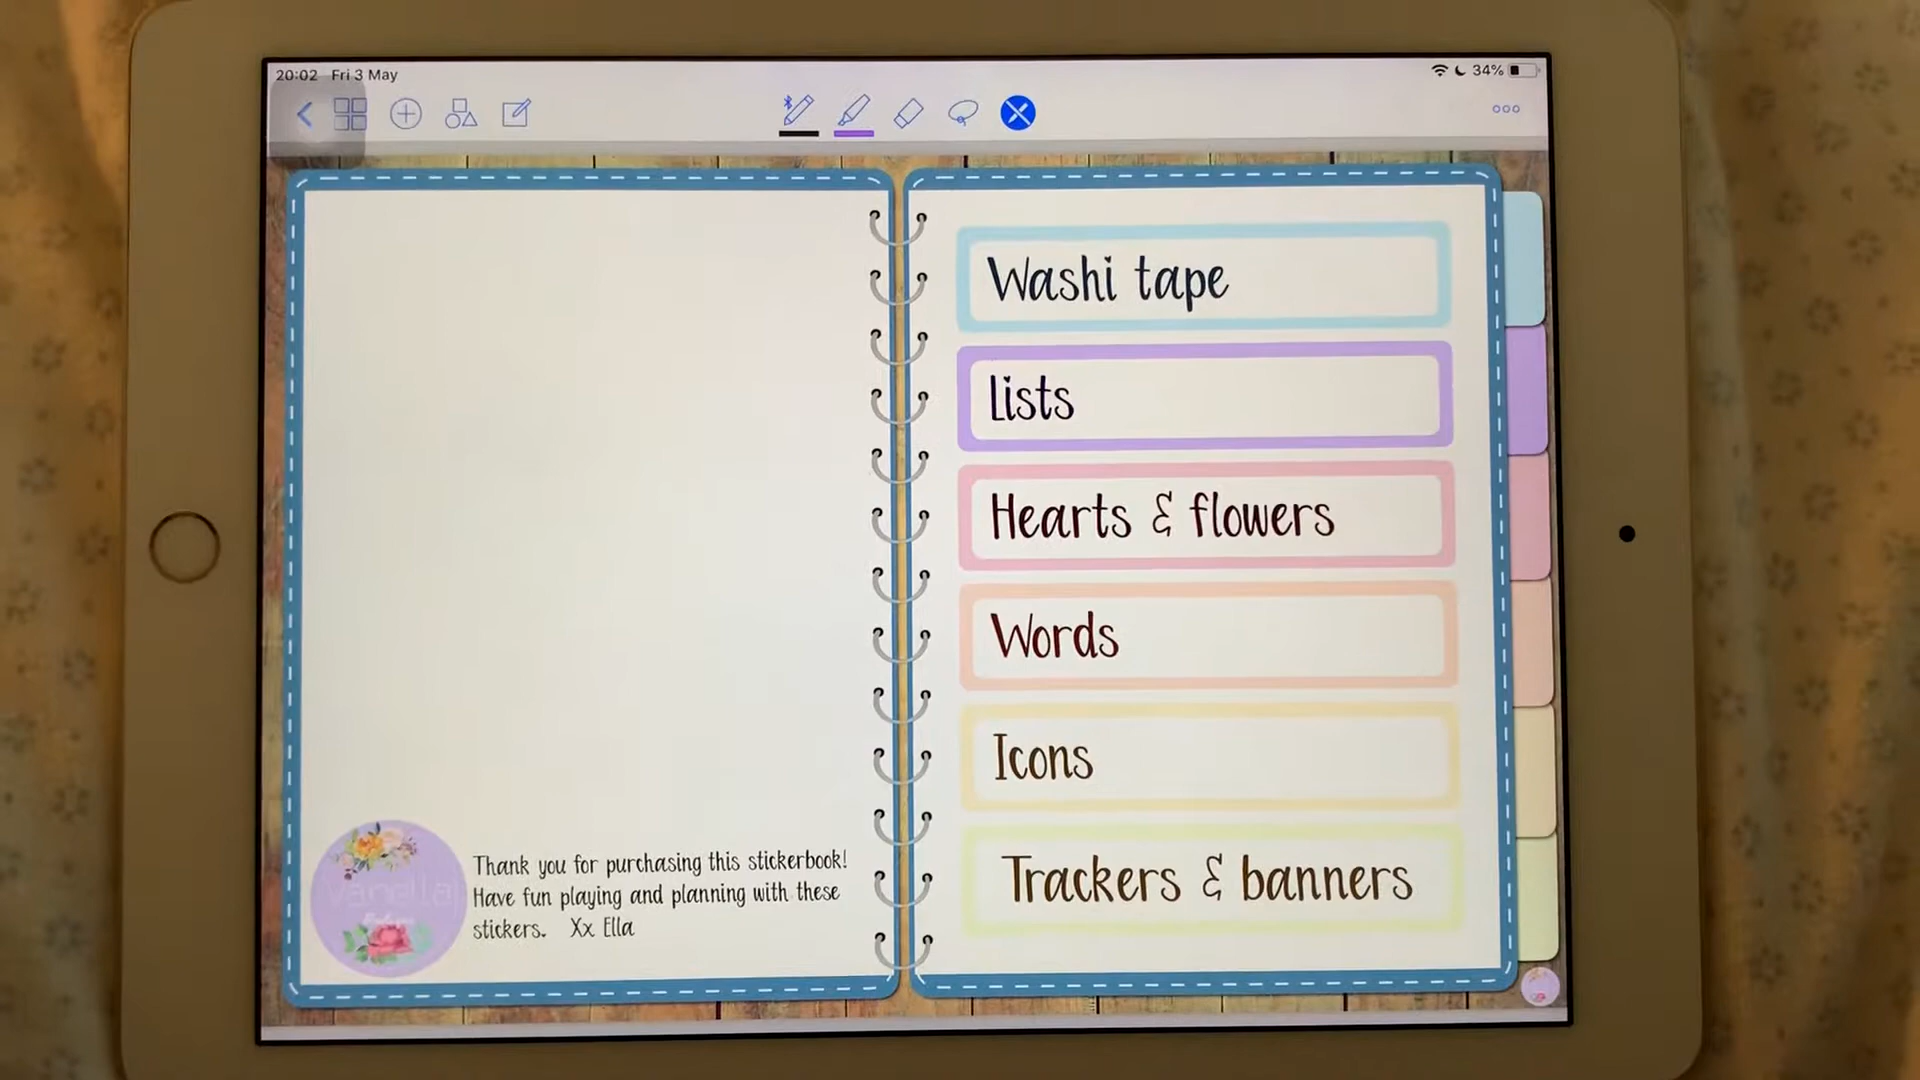 20:02 Fri 3 May
34%
Washi tape
Lists
Hearts & flowers
Words
Icons
Trackers & banners
Thank you for purchasing this stickerbook!
Have fun playing and planning with these
stickers. Xx Ella